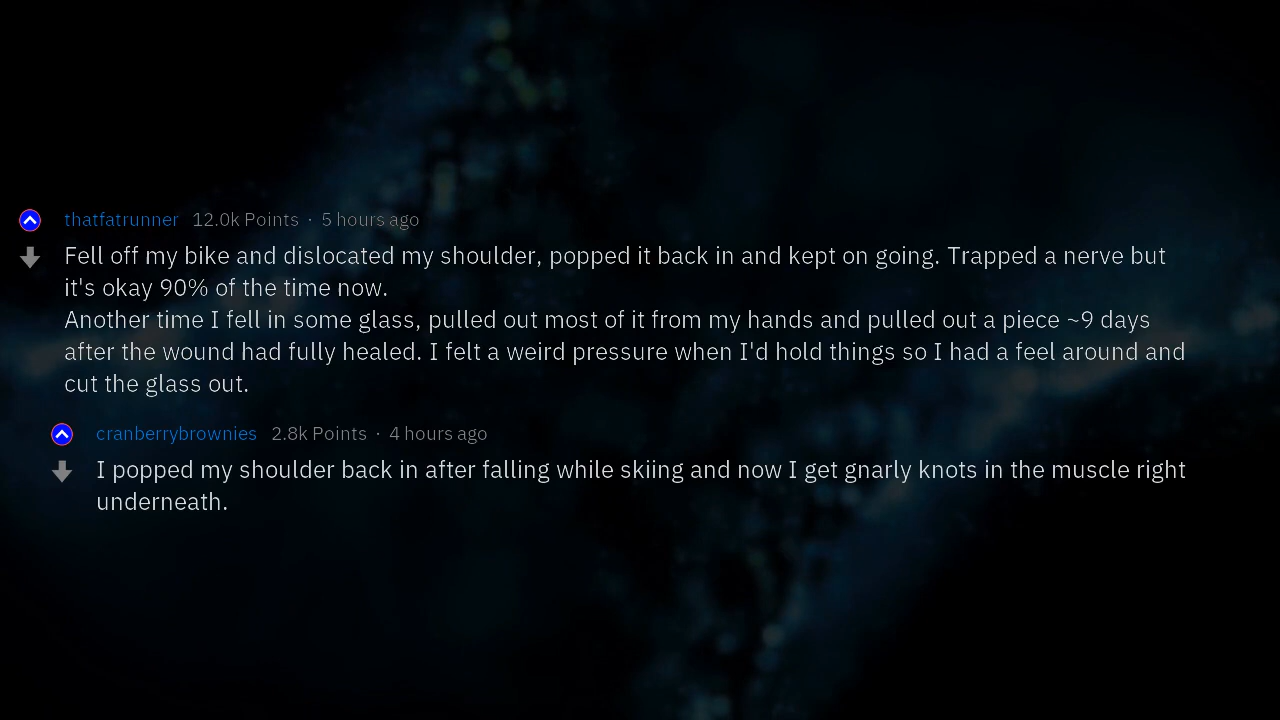 thatfatrunner 12.0k Points · 5 hours ago
Fell off my bike and dislocated my shoulder, popped it back in and kept on going. Trapped a nerve but
it's okay 90% of the time now.
Another time I fell in some glass, pulled out most of it from my hands and pulled out a piece ~9 days
after the wound had fully healed. I felt a weird pressure when I'd hold things so I had a feel around and
cut the glass out.
cranberrybrownies 2.8k Points · 4 hours ago
I popped my shoulder back in after falling while skiing and now I get gnarly knots in the muscle right
underneath.